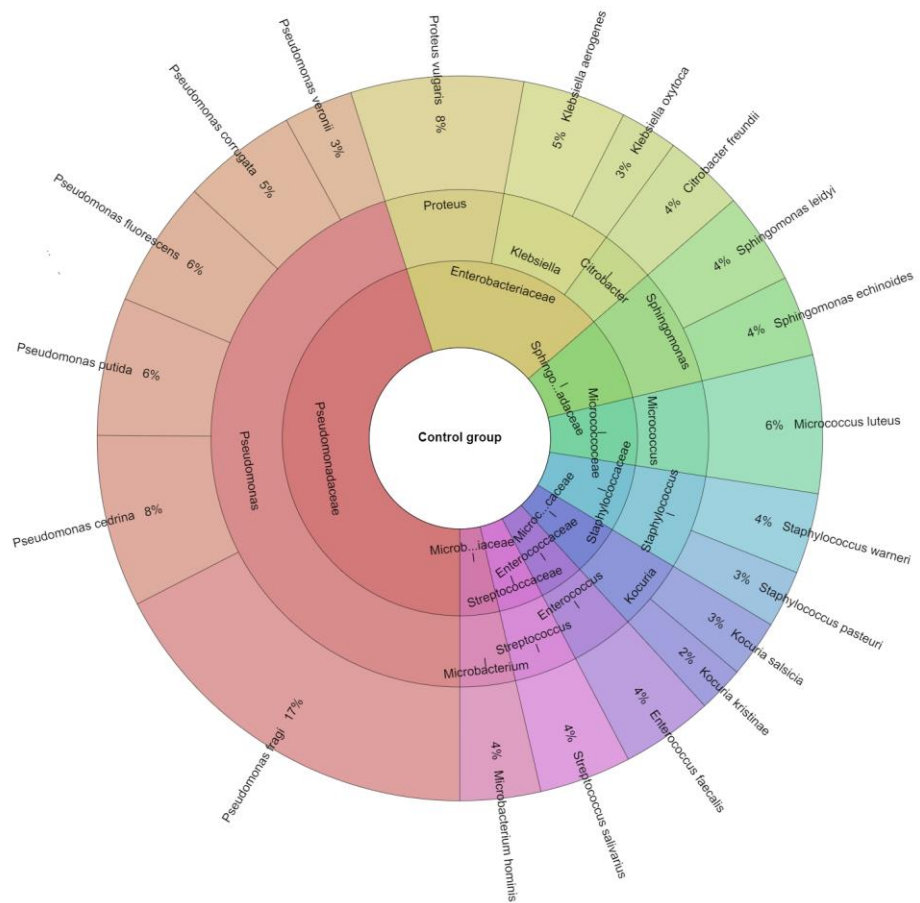 Control group
Pseudomonadaceae
Enterobacteriaceae
Sphingo...adaceae
Micrococcaceae
Staphylococcaceae
Microc...caceae
Enterococcaceae
Streptococcaceae
Microb...iaceae
Pseudomonas
Proteus
Klebsiella
Citrobacter
Sphingomonas
Micrococcus
Staphylococcus
Kocuria
Enterococcus
Streptococcus
Microbacterium
Pseudomonas veronii 3%
Proteus vulgaris 8%
5% Klebsiella aerogenes
3% Klebsiella oxytoca
4% Citrobacter freundii
4% Sphingomonas leidyi
4% Sphingomonas echinoides
6% Micrococcus luteus
4% Staphylococcus warneri
3% Staphylococcus pasteuri
3% Kocuria salsicia
2% Kocuria kristinae
4% Enterococcus faecalis
4% Streptococcus salivarius
4% Microbacterium hominis
Pseudomonas fragi 17%
Pseudomonas cedrina 8%
Pseudomonas putida 6%
Pseudomonas fluorescens 6%
Pseudomonas corrugata 5%